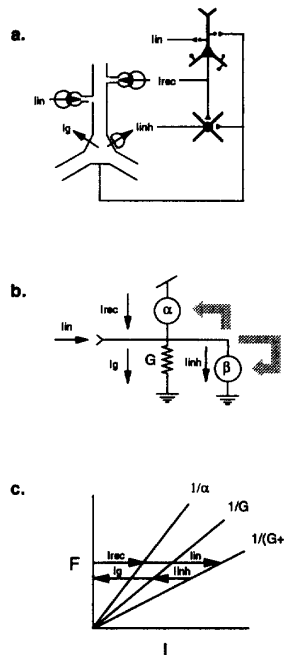 a.
Iin
Irec
Iin
Ig
Iinh
b.
Irec
α
Iin
Ig
G
Iinh
β
c.
1/α
1/G
1/(G+
Irec
Iin
F
Ig
Iinh
I